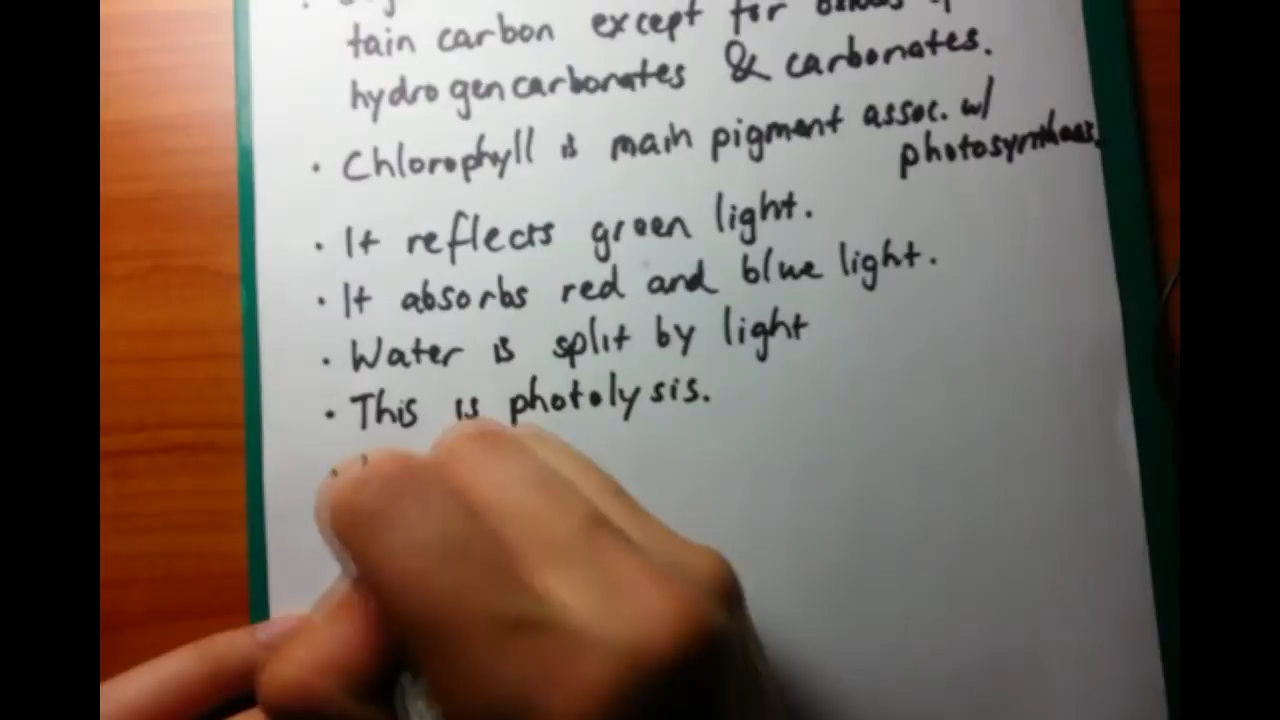 tain carbon except for
hydrogencarbonates & carbonates.
· Chlorophyll is main pigment assoc. w/
photosynthesis.
· It reflects green light.
· It absorbs red and blue light.
· Water is split by light
· This is photolysis.